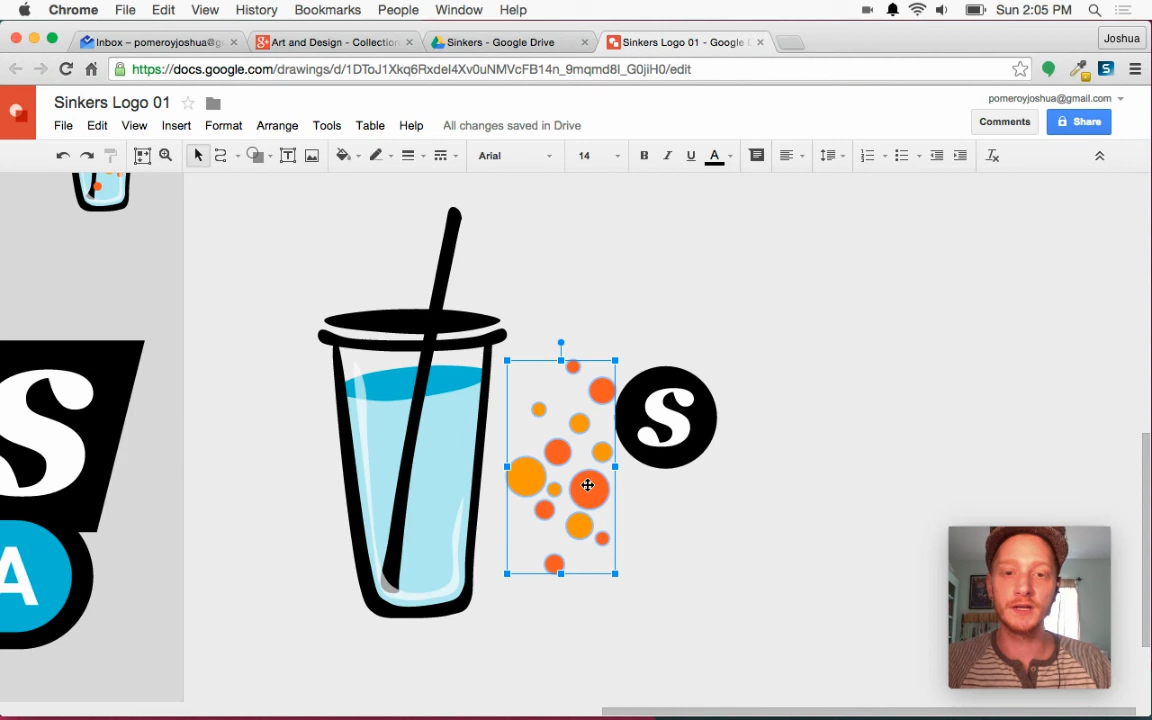 Chrome File Edit View History Bookmarks People Window Help Sun 2:05 PM
Inbox – pomeroyjoshua@g Art and Design - Collection Sinkers - Google Drive Sinkers Logo 01 - Google Joshua
https://docs.google.com/drawings/d/1DToJ1Xkq6RxdeI4Xv0uNMVcFB14n_9mqmd8I_G0jiH0/edit
Sinkers Logo 01
pomeroyjoshua@gmail.com
File Edit View Insert Format Arrange Tools Table Help All changes saved in Drive
Comments Share
Arial 14 B I U A
S
S
A